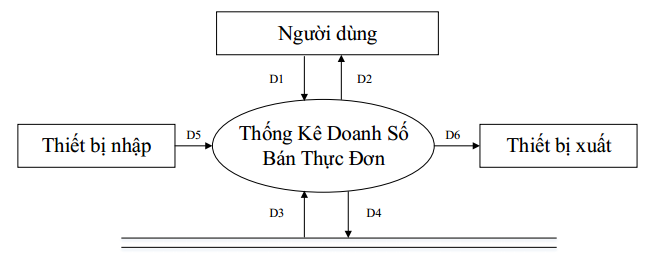 Người dùng
D1
D2
Thiết bị nhập
D5
Thống Kê Doanh Số
Bán Thực Đơn
D6
Thiết bị xuất
D3
D4